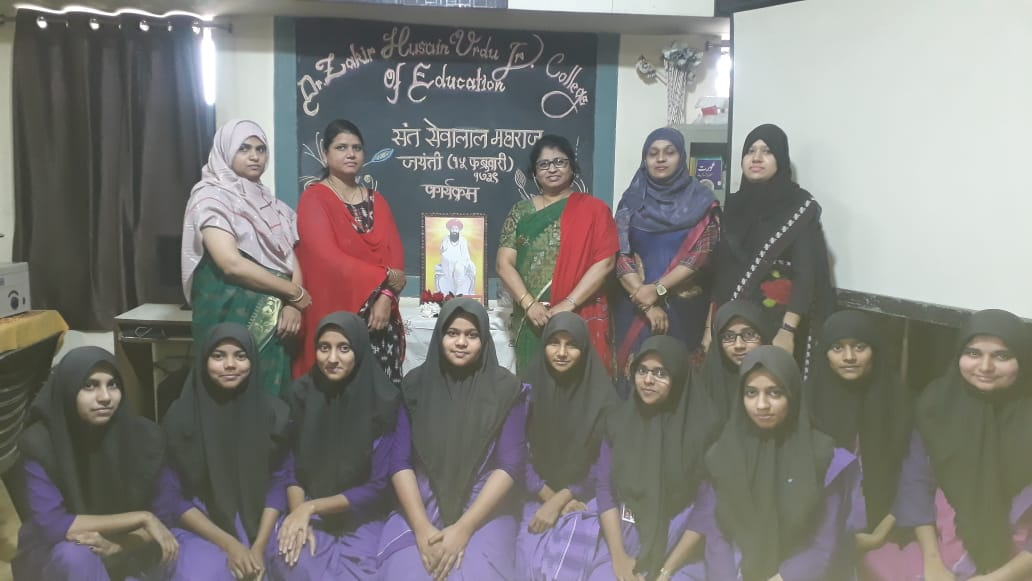 Dr. Zakir Husain Urdu Jr. College
Of Education
संत सेवालाल महाराज
जयंती (१५ फेब्रुवारी)
१७३९
कार्यक्रम